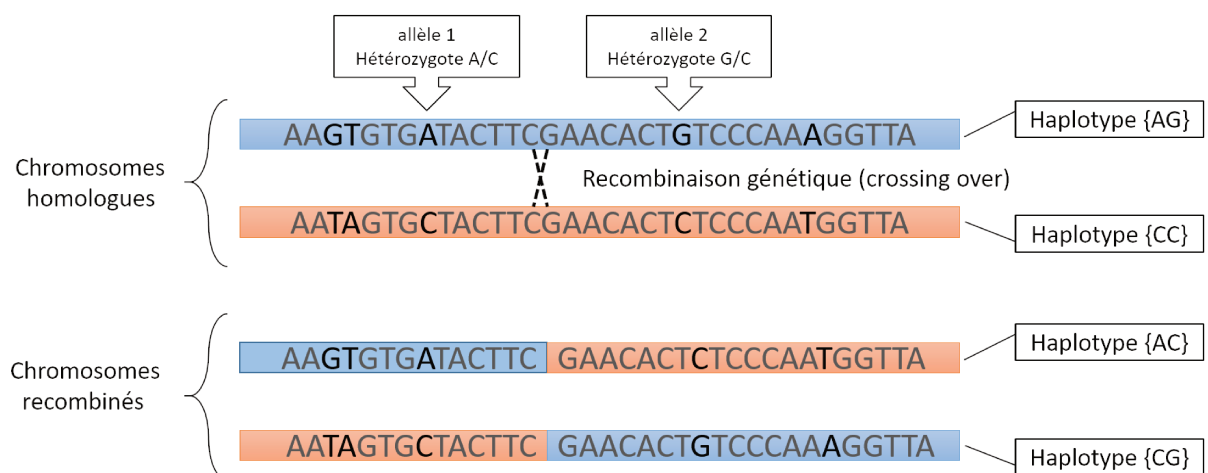 allèle 1
Hétérozygote A/C
allèle 2
Hétérozygote G/C
AAGTGTGATACTTCGAACACTGTCCCAAAGGTTA
Haplotype {AG}
Chromosomes
homologues
Recombinaison génétique (crossing over)
AATAGTGCTACTTCGAACACTCTCCCAATGGTTA
Haplotype {CC}
AAGTGTGATACTTC GAACACTCTCCCAATGGTTA
Haplotype {AC}
Chromosomes
recombinés
AATAGTGCTACTTC GAACACTGTCCCAAAGGTTA
Haplotype {CG}